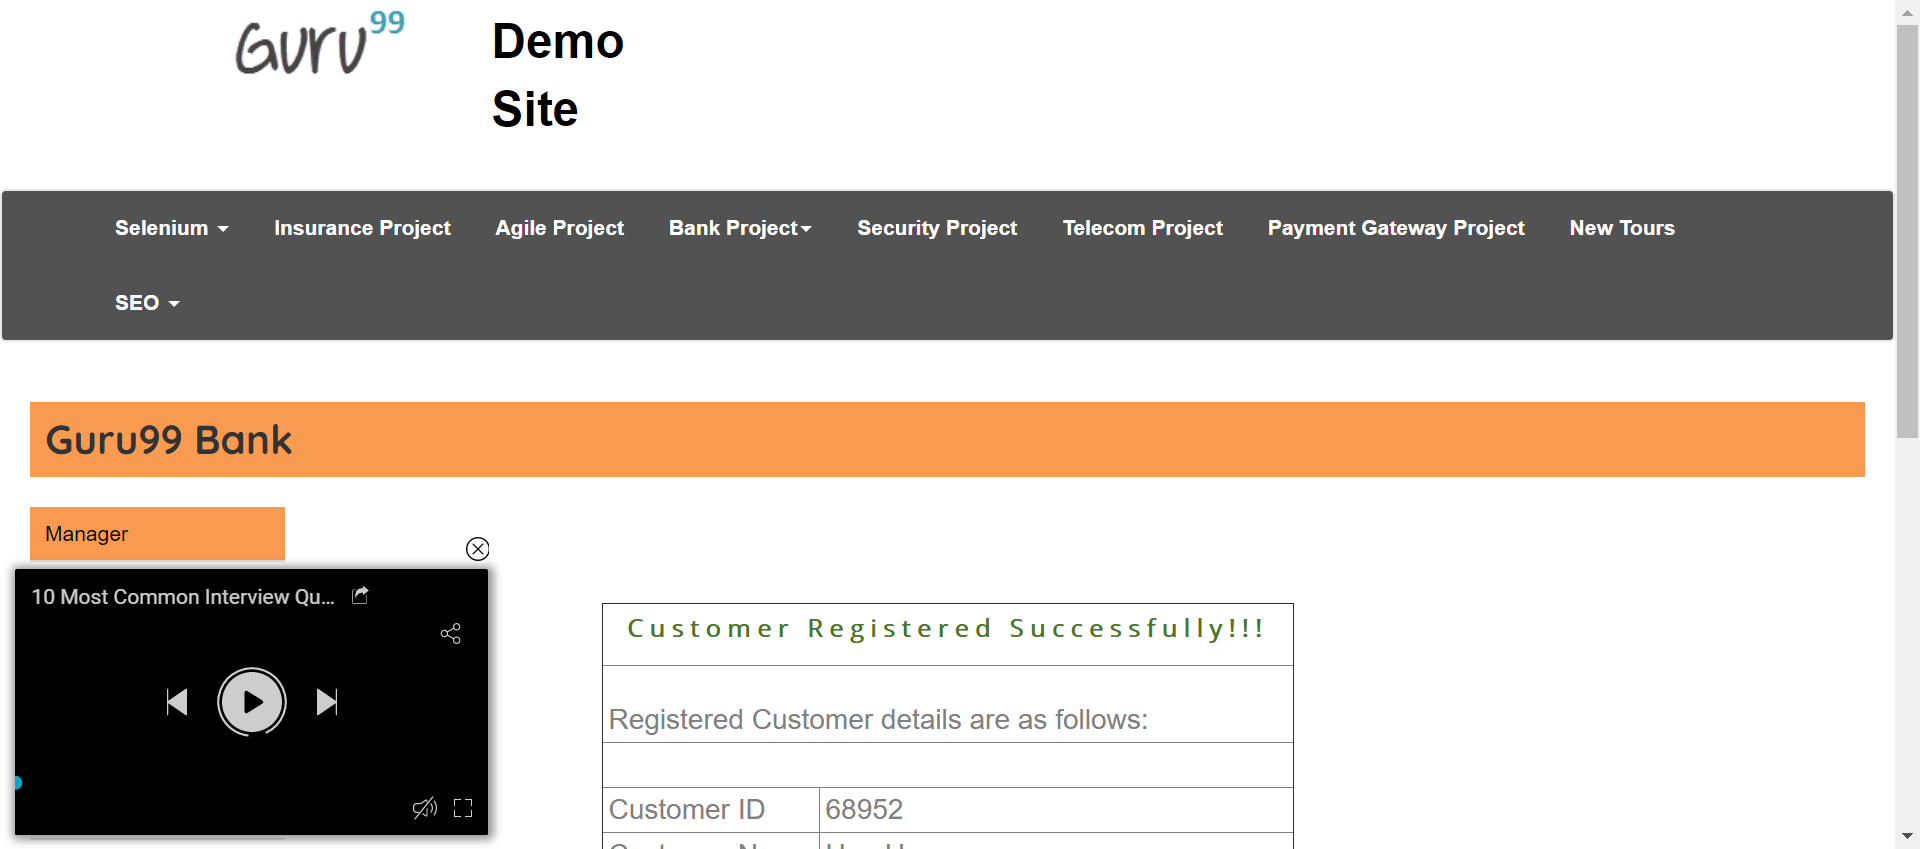 Guru99
Demo
Site
Selenium
Insurance Project
Agile Project
Bank Project
Security Project
Telecom Project
Payment Gateway Project
New Tours
SEO
Guru99 Bank
Manager
10 Most Common Interview Qu...
Customer Registered Successfully!!!
Registered Customer details are as follows:
Customer ID 68952